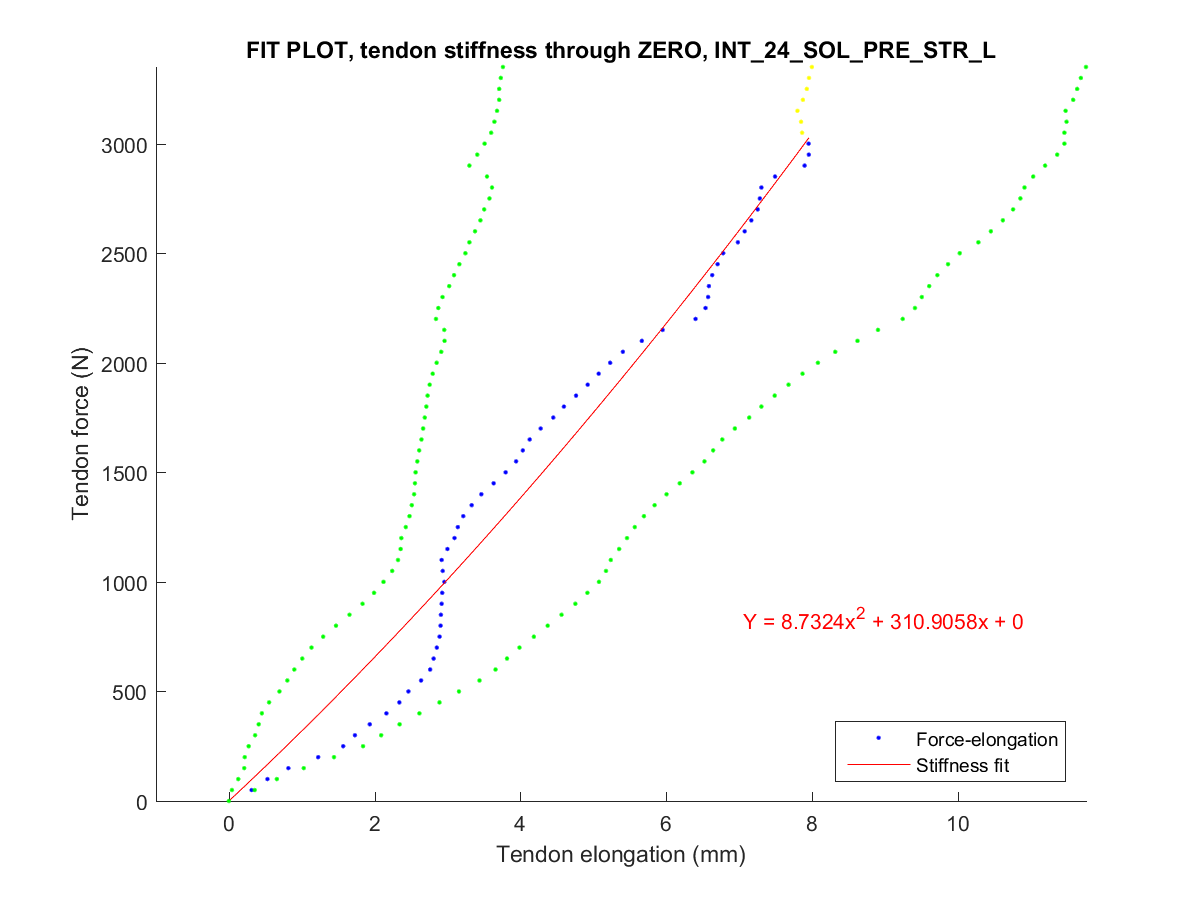 FIT PLOT, tendon stiffness through ZERO, INT_24_SOL_PRE_STR_L
3000
2500
2000
1500
1000
500
0
Tendon force (N)
Y = 8.7324x² + 310.9058x + 0
Force-elongation
Stiffness fit
0 2 4 6 8 10
Tendon elongation (mm)